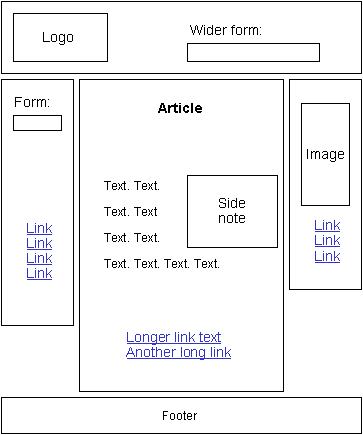 Logo
Wider form:
Form:
Link
Link
Link
Link
Article
Text. Text.
Text. Text
Text. Text.
Text. Text. Text. Text.
Side
note
Longer link text
Another long link
Image
Link
Link
Link
Footer